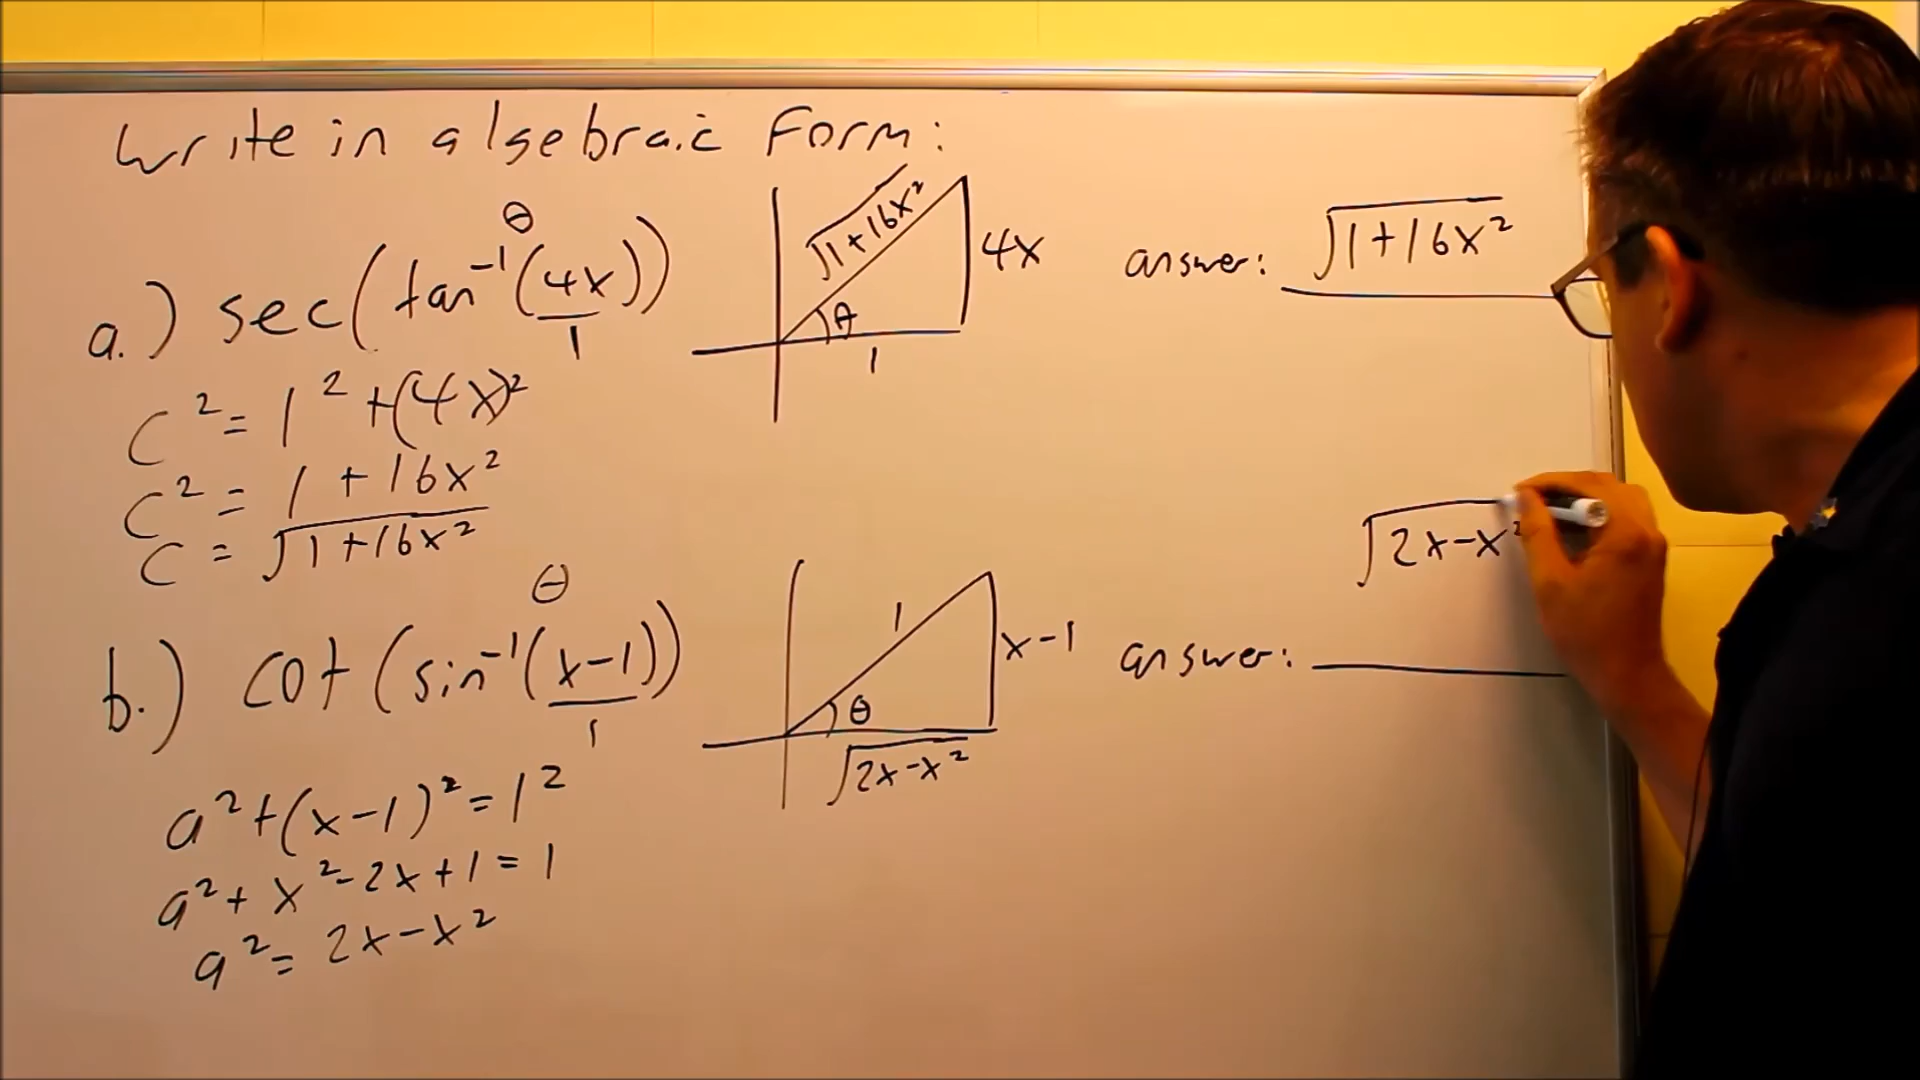 Write in algebraic Form:
θ
a.) sec(tan⁻¹(4x/1))
√1+16x²
4x
θ
1
answer: √1+16x²
c² = 1² + (4x)²
c² = 1 + 16x²
c = √1+16x²
θ
b.) cot(sin⁻¹(x-1/1))
1
x-1
θ
√2x-x²
√2x-x²
answer:
a² + (x-1)² = 1²
a² + x² - 2x + 1 = 1
a² = 2x - x²